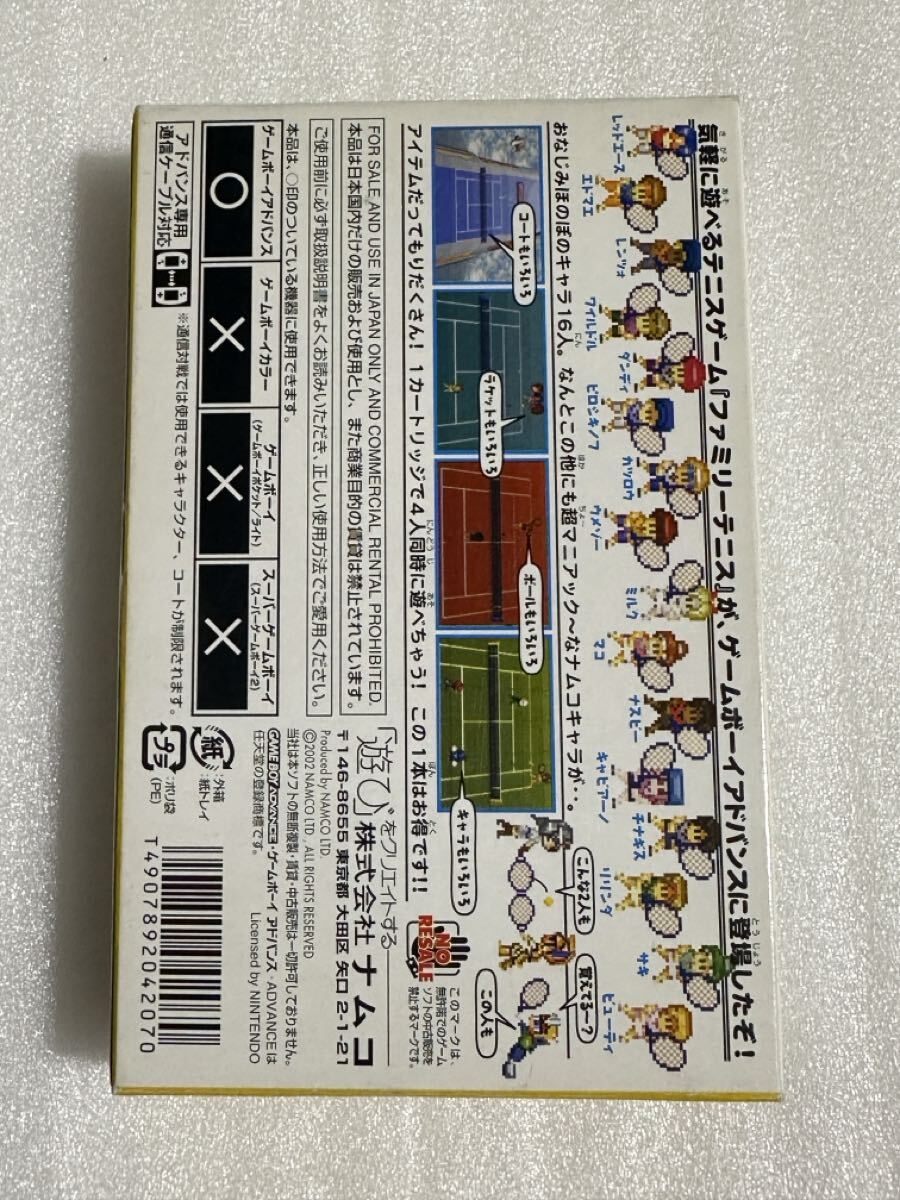 気軽に遊べるテニスゲーム『ファミリーテニス』が、ゲームボーイアドバンスに登場したぞ！
レッドエース
エドマエ
レンツォ
ワイルドル
ダンディ
ピロシキノフ
カツロウ
ウメゾー
ミルク
マコ
ナスビー
キャビアーノ
チナギス
リリンダ
サキ
ビューティ
おなじみほのぼのキャラ16人。なんとこの他にも超マニアック〜なナムコキャラが‥。
こんな2人も
覚えてる〜？
この人も
コートもいろいろ
ラケットもいろいろ
ボールもいろいろ
キャラもいろいろ
アイテムだってもりだくさん！1カートリッジで4人同時に遊べちゃう！この1本はお得です!!
FOR SALE AND USE IN JAPAN ONLY AND COMMERCIAL RENTAL PROHIBITED.
本品は日本国内だけの販売および使用とし、また商業目的の賃貸は禁止されています。
ご使用前に必ず取扱説明書をよくお読みいただき、正しい使用方法でご愛用ください。
本品は、○印のついている機器に使用できます。
ゲームボーイアドバンス
○
ゲームボーイカラー
×
ゲームボーイ
(ゲームボーイポケット/ライト)
×
スーパーゲームボーイ
(スーパーゲームボーイ2)
×
アドバンス専用
通信ケーブル対応
※通信対戦では使用できるキャラクター、コートが制限されます。
NO RESALE
このマークは、
無許諾でのゲーム
ソフトの中古販売を
禁止するマークです。
「遊び」をクリエイトする
株式会社ナムコ
〒146-8655 東京都 大田区 矢口 2-1-21
Produced by NAMCO LTD.
©2002 NAMCO LTD., ALL RIGHTS RESERVED
当社は本ソフトの無断複製・賃貸・中古販売は一切許可しておりません。
GAME BOY ADVANCE・ゲームボーイ アドバンス・ADVANCE は
任天堂の登録商標です。
Licensed by NINTENDO
紙
:外箱
:紙トレイ
プラ
:ポリ袋
(PE)
T4907892042070